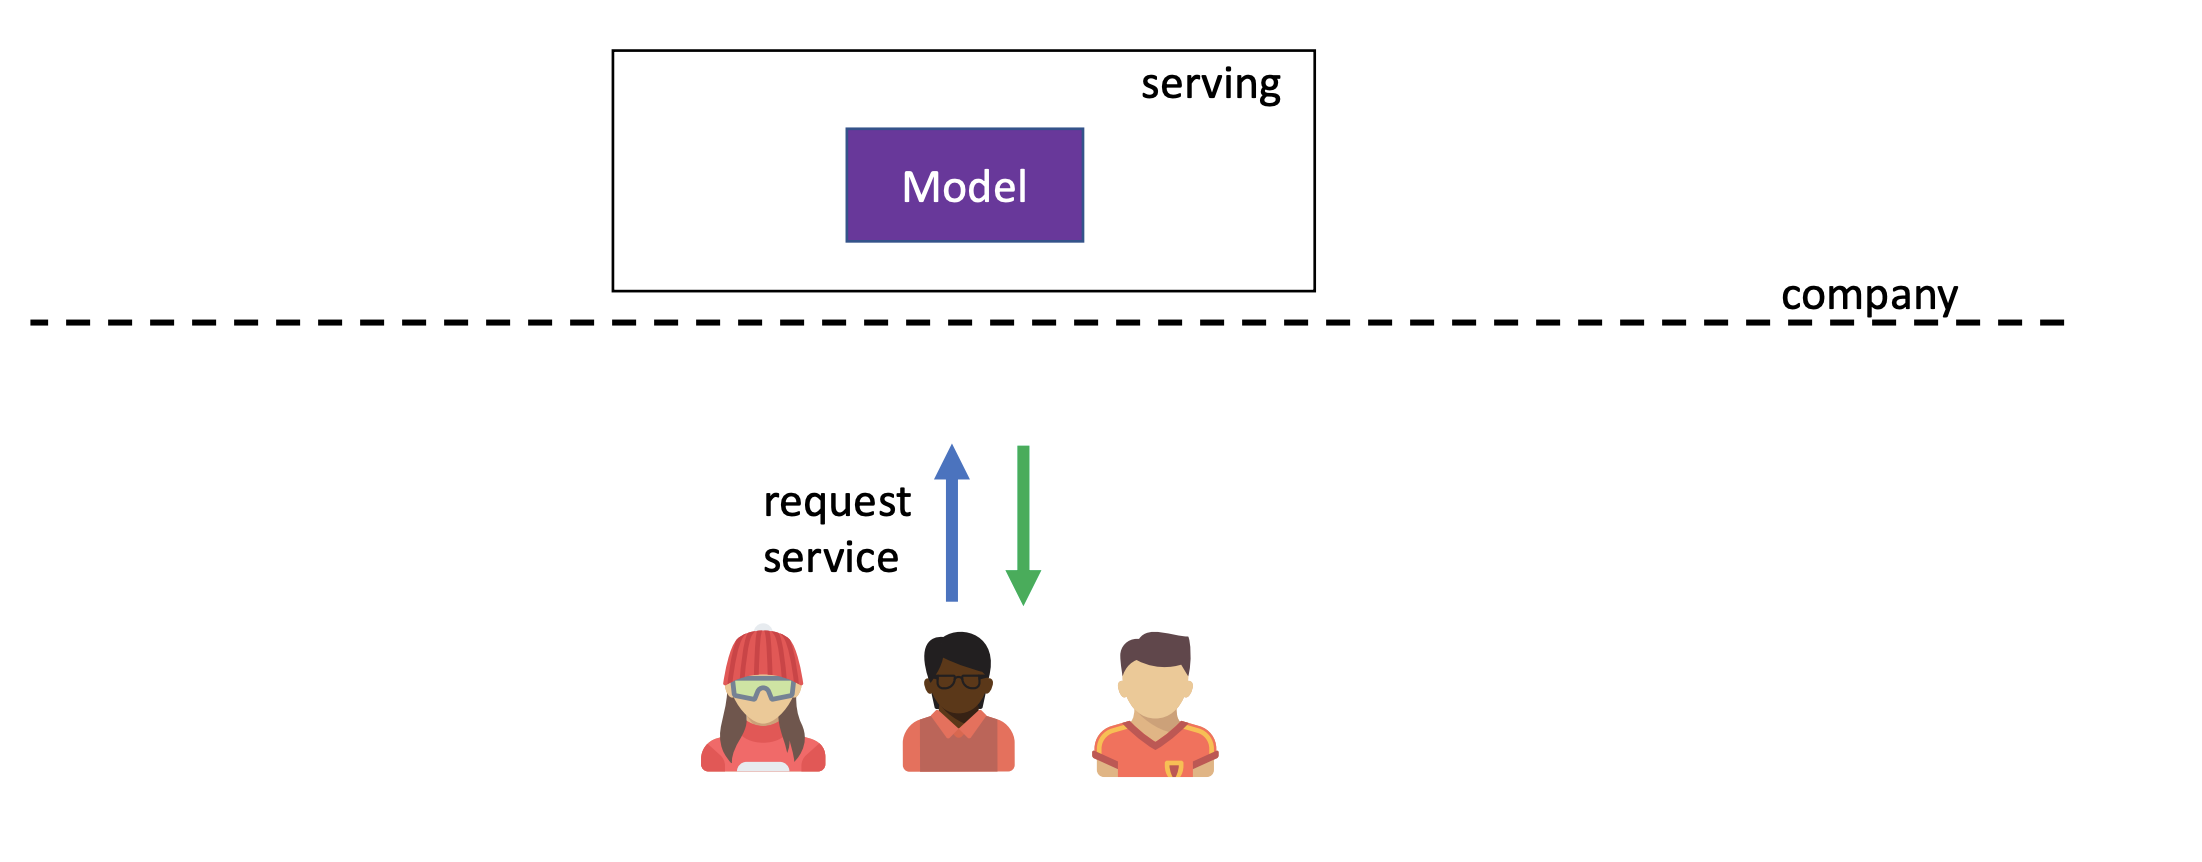 serving
Model
company
request
service